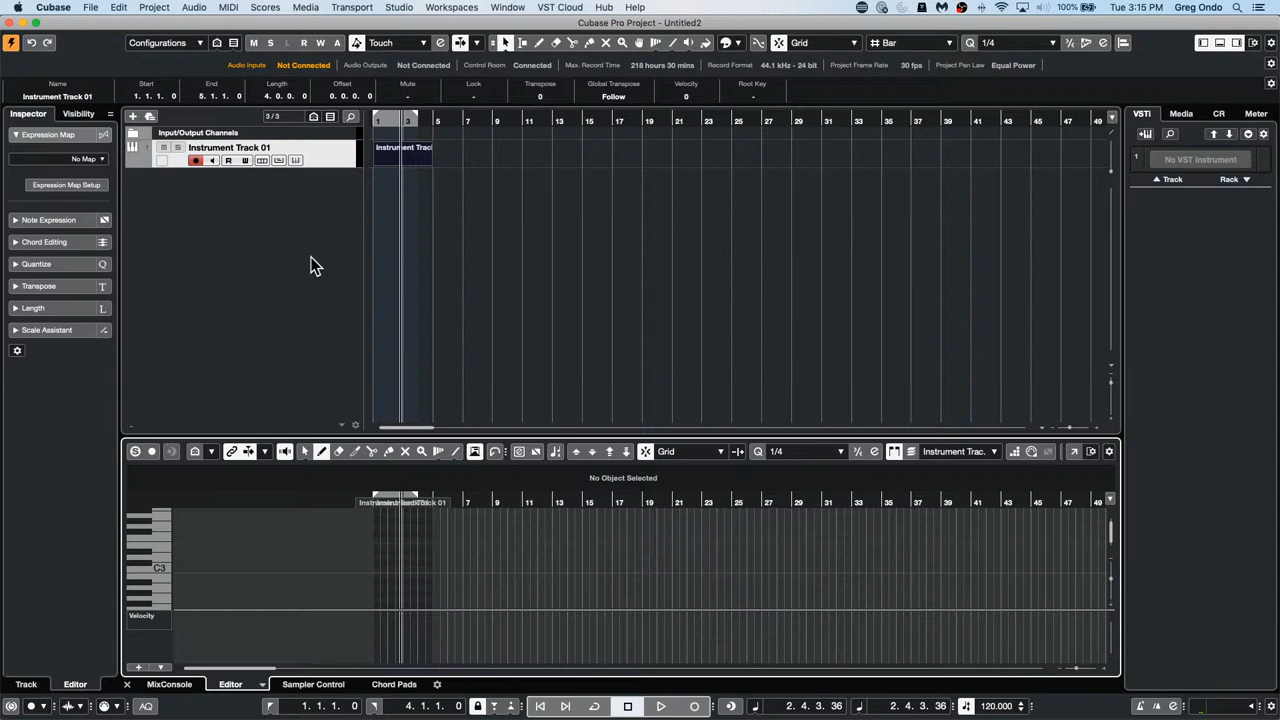 Cubase File Edit Project Audio MIDI Scores Media Transport Studio Workspaces Window VST Cloud Hub Help 100% Tue 3:15 PM Greg Ondo
Cubase Pro Project - Untitled2
Configurations M S L R W A Touch Grid Bar Q 1/4
Audio Inputs Not Connected Audio Outputs Not Connected Control Room Connected Max. Record Time 218 hours 30 mins Record Format 44.1 kHz - 24 bit Project Frame Rate 30 fps Project Pan Law Equal Power
Name Start End Length Offset Mute Lock Transpose Global Transpose Velocity Root Key
Instrument Track 01 1. 1. 1. 0 5. 1. 1. 0 4. 0. 0. 0 0. 0. 0. 0 - - 0 Follow 0 -
Inspector Visibility 3 / 3 1 3 5 7 9 11 13 15 17 19 21 23 25 27 29 31 33 35 37 39 41 43 45 47 49 VSTi Media CR Meter
Expression Map Input/Output Channels
1 M S Instrument Track 01 Instrument Track
No Map R W 1 No VST Instrument
Track Rack
Expression Map Setup
Note Expression
Chord Editing
Quantize Q
Transpose T
Length L
Scale Assistant
S Grid Q 1/4 Instrument Trac.
No Object Selected
7 9 11 13 15 17 19 21 23 25 27 29 31 33 35 37 39 41 43 45 47 49
C3
Velocity
Track Editor MixConsole Editor Sampler Control Chord Pads
AQ 1. 1. 1. 0 4. 1. 1. 0 2. 4. 3. 36 2. 4. 3. 36 120.000